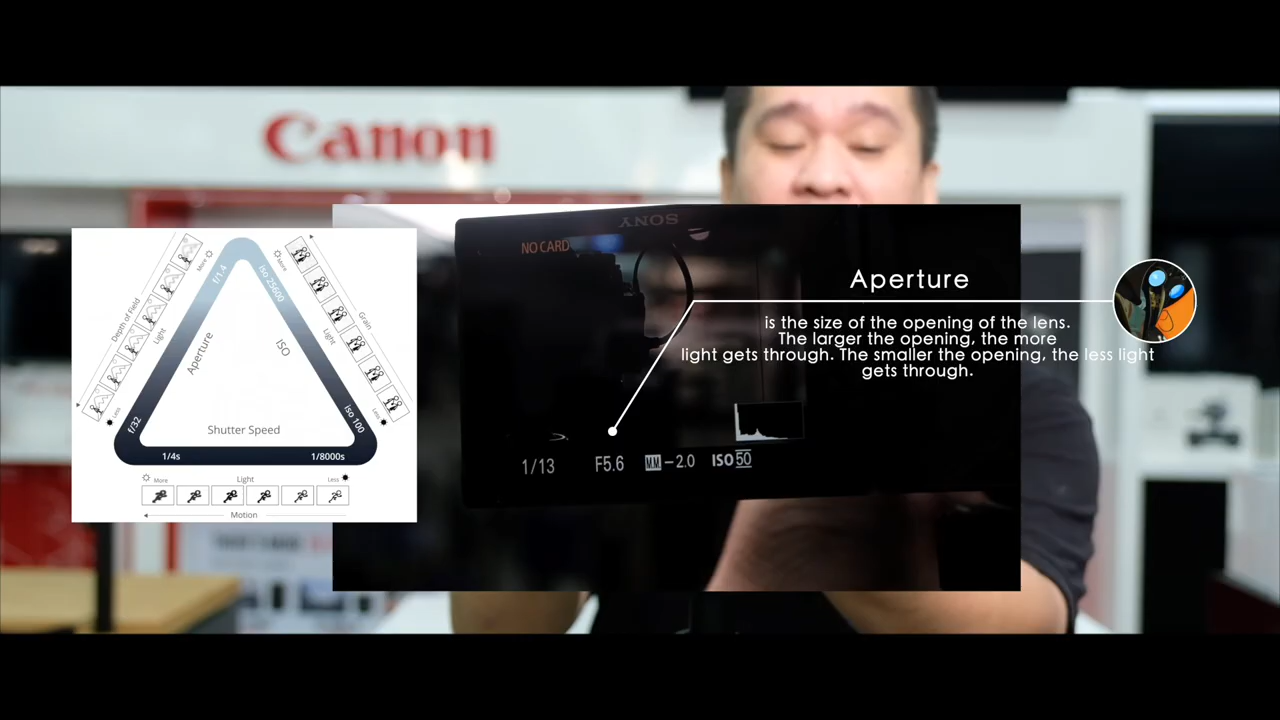 Canon
SONY
NO CARD
Aperture
is the size of the opening of the lens.
The larger the opening, the more
light gets through. The smaller the opening, the less light
gets through.
1/13 F5.6 M.M. −2.0 ISO 50
Depth of Field
Light
More
Less
f/1.4
f/32
Aperture
Iso 25600
Iso 100
ISO
More
Light
Less
Grain
Shutter Speed
1/4s
1/8000s
More
Light
Less
Motion